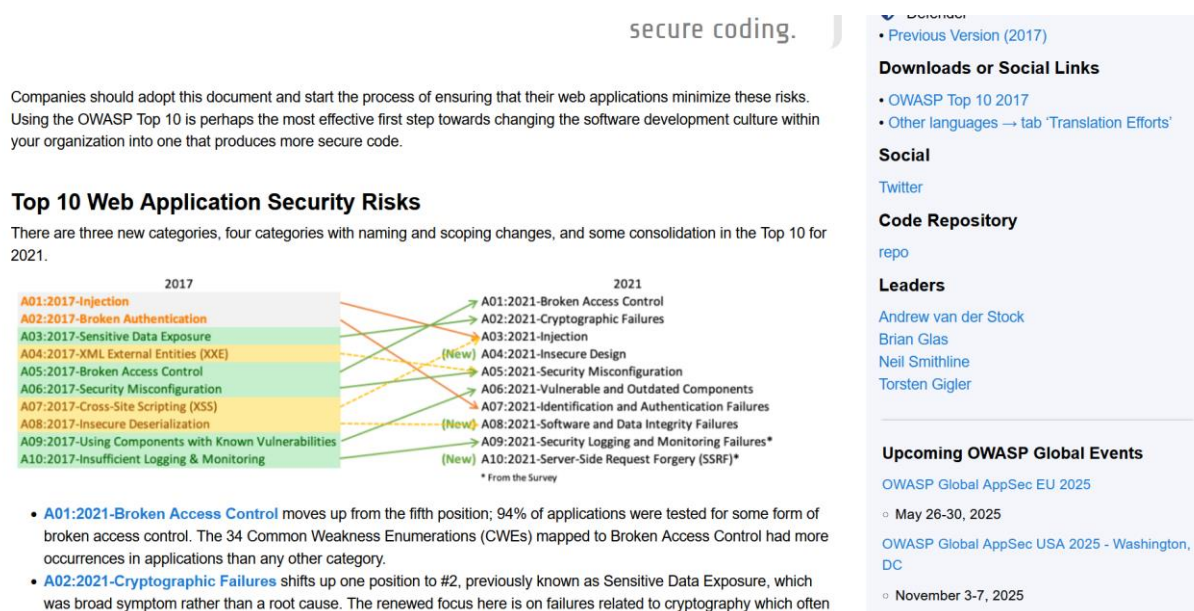 secure coding.
Companies should adopt this document and start the process of ensuring that their web applications minimize these risks.
Using the OWASP Top 10 is perhaps the most effective first step towards changing the software development culture within
your organization into one that produces more secure code.
Top 10 Web Application Security Risks
There are three new categories, four categories with naming and scoping changes, and some consolidation in the Top 10 for
2021.
2017
A01:2017-Injection
A02:2017-Broken Authentication
A03:2017-Sensitive Data Exposure
A04:2017-XML External Entities (XXE)
A05:2017-Broken Access Control
A06:2017-Security Misconfiguration
A07:2017-Cross-Site Scripting (XSS)
A08:2017-Insecure Deserialization
A09:2017-Using Components with Known Vulnerabilities
A10:2017-Insufficient Logging & Monitoring
2021
A01:2021-Broken Access Control
A02:2021-Cryptographic Failures
A03:2021-Injection
(New) A04:2021-Insecure Design
A05:2021-Security Misconfiguration
A06:2021-Vulnerable and Outdated Components
A07:2021-Identification and Authentication Failures
(New) A08:2021-Software and Data Integrity Failures
A09:2021-Security Logging and Monitoring Failures*
(New) A10:2021-Server-Side Request Forgery (SSRF)*
* From the Survey
• A01:2021-Broken Access Control moves up from the fifth position; 94% of applications were tested for some form of
broken access control. The 34 Common Weakness Enumerations (CWEs) mapped to Broken Access Control had more
occurrences in applications than any other category.
• A02:2021-Cryptographic Failures shifts up one position to #2, previously known as Sensitive Data Exposure, which
was broad symptom rather than a root cause. The renewed focus here is on failures related to cryptography which often
Defender
• Previous Version (2017)
Downloads or Social Links
• OWASP Top 10 2017
• Other languages → tab ‘Translation Efforts’
Social
Twitter
Code Repository
repo
Leaders
Andrew van der Stock
Brian Glas
Neil Smithline
Torsten Gigler
Upcoming OWASP Global Events
OWASP Global AppSec EU 2025
○ May 26-30, 2025
OWASP Global AppSec USA 2025 - Washington,
DC
○ November 3-7, 2025